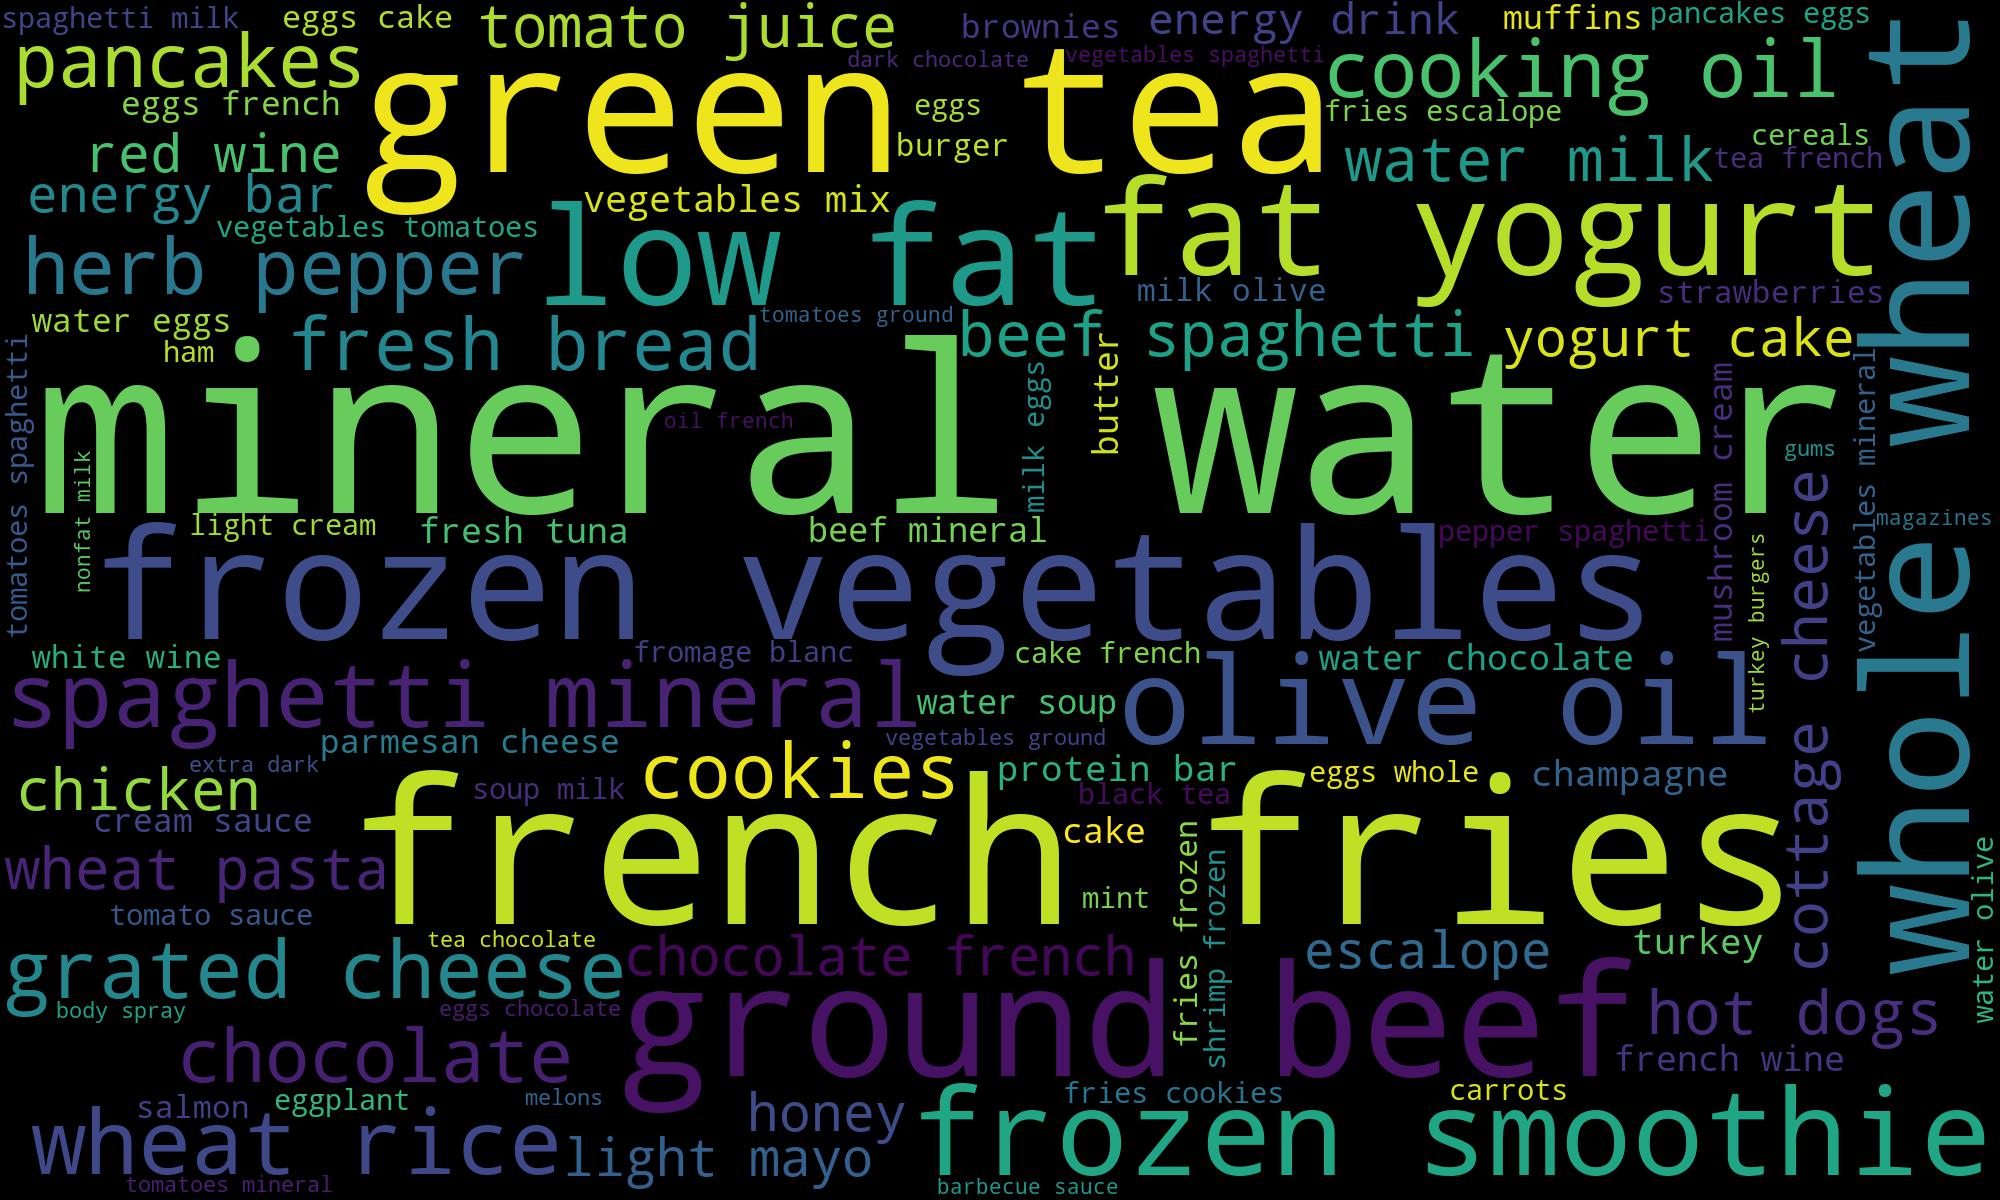 spaghetti milk
eggs cake
tomato juice
brownies
energy drink
muffins
pancakes eggs
pancakes
dark chocolate
vegetables spaghetti
cooking oil
green tea
eggs french
eggs
fries escalope
red wine
burger
cereals
water milk
tea french
energy bar
vegetables mix
vegetables tomatoes
low fat
fat yogurt
herb pepper
milk olive
strawberries
whole wheat
water eggs
tomatoes ground
ham
fresh bread
beef spaghetti
yogurt cake
butter
mineral water
oil french
milk eggs
tomatoes spaghetti
nonfat milk
mushroom cream
gums
vegetables mineral
cottage cheese
magazines
light cream
fresh tuna
beef mineral
pepper spaghetti
frozen vegetables
turkey burgers
white wine
fromage blanc
cake french
water chocolate
spaghetti mineral
water soup
olive oil
parmesan cheese
vegetables ground
extra dark
chicken
cookies
protein bar
eggs whole
champagne
soup milk
black tea
cream sauce
french fries
cake
wheat pasta
mint
fries frozen
shrimp frozen
tomato sauce
water olive
tea chocolate
chocolate french
escalope
turkey
grated cheese
body spray
eggs chocolate
ground beef
hot dogs
chocolate
french wine
salmon
eggplant
melons
honey
fries cookies
carrots
wheat rice
light mayo
frozen smoothie
tomatoes mineral
barbecue sauce